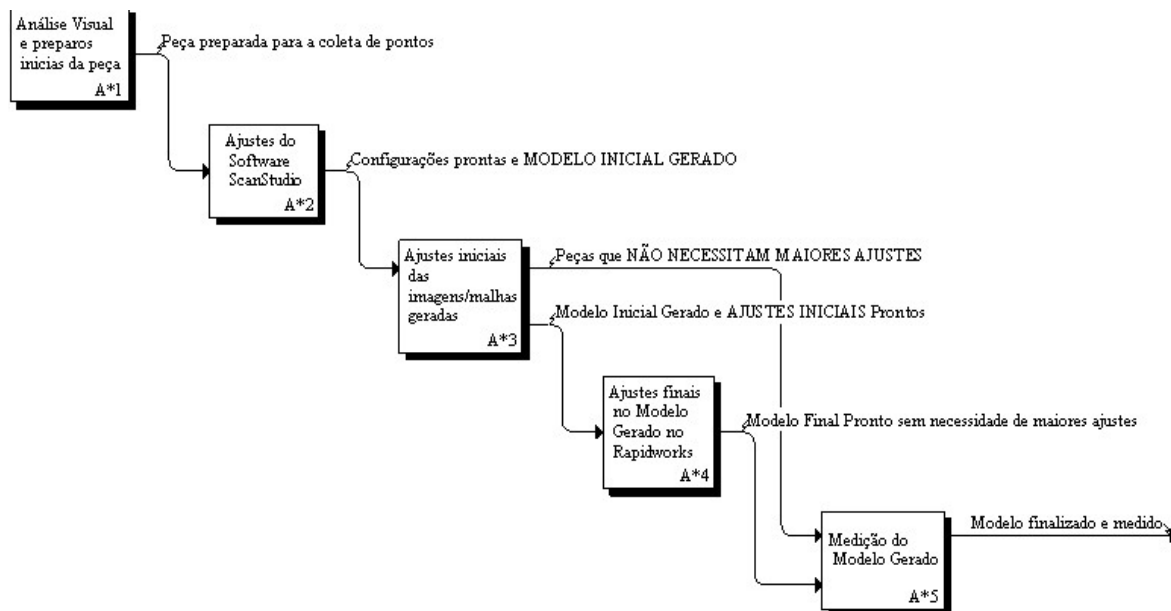 Análise Visual
e preparos
inicias da peça
A*1
Peça preparada para a coleta de pontos
Ajustes do
Software
ScanStudio
A*2
Configurações prontas e MODELO INICIAL GERADO
Ajustes iniciais
das
imagens/malhas
geradas
A*3
Peças que NÃO NECESSITAM MAIORES AJUSTES
Modelo Inicial Gerado e AJUSTES INICIAIS Prontos
Ajustes finais
no Modelo
Gerado no
Rapidworks
A*4
Modelo Final Pronto sem necessidade de maiores ajustes
Medição do
Modelo Gerado
A*5
Modelo finalizado e medido